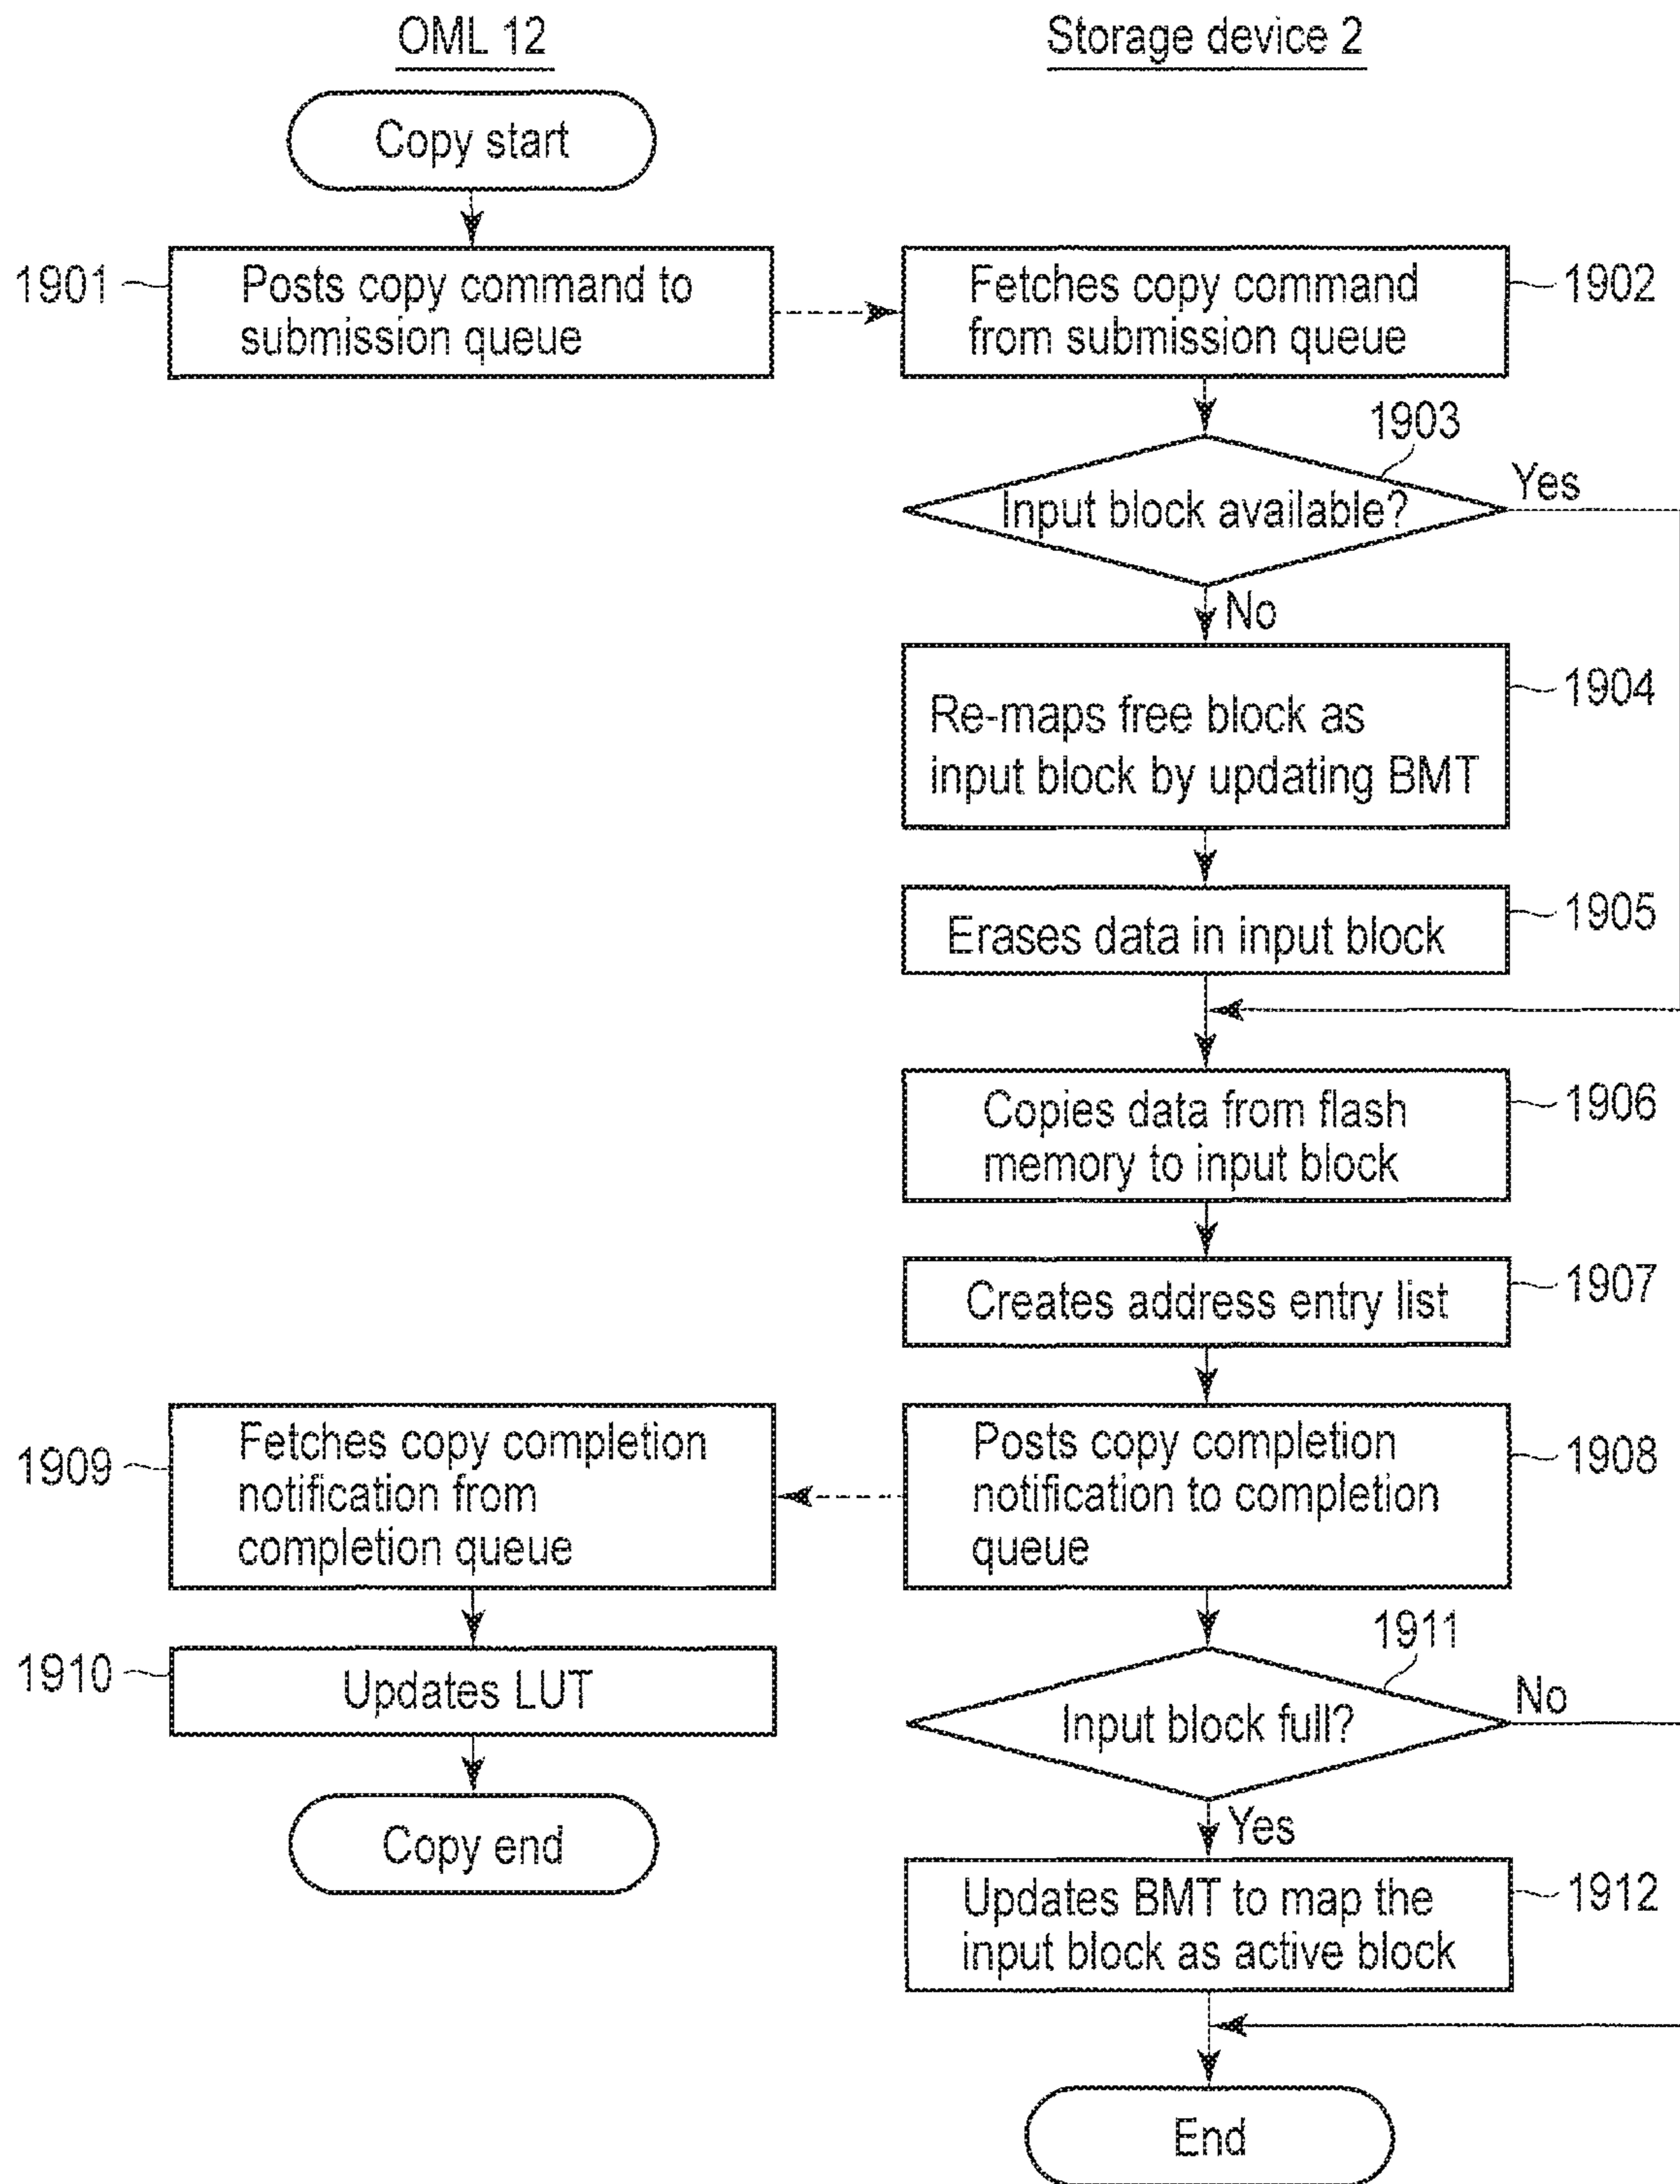 OML 12
Storage device 2
Copy start
1901
Posts copy command to
submission queue
Fetches copy command
from submission queue
1902
1903
Input block available?
Yes
No
Re-maps free block as
input block by updating BMT
1904
Erases data in input block
1905
Copies data from flash
memory to input block
1906
Creates address entry list
1907
1909
Fetches copy completion
notification from
completion queue
Posts copy completion
notification to completion
queue
1908
1910
Updates LUT
1911
Input block full?
No
Copy end
Yes
Updates BMT to map the
input block as active block
1912
End